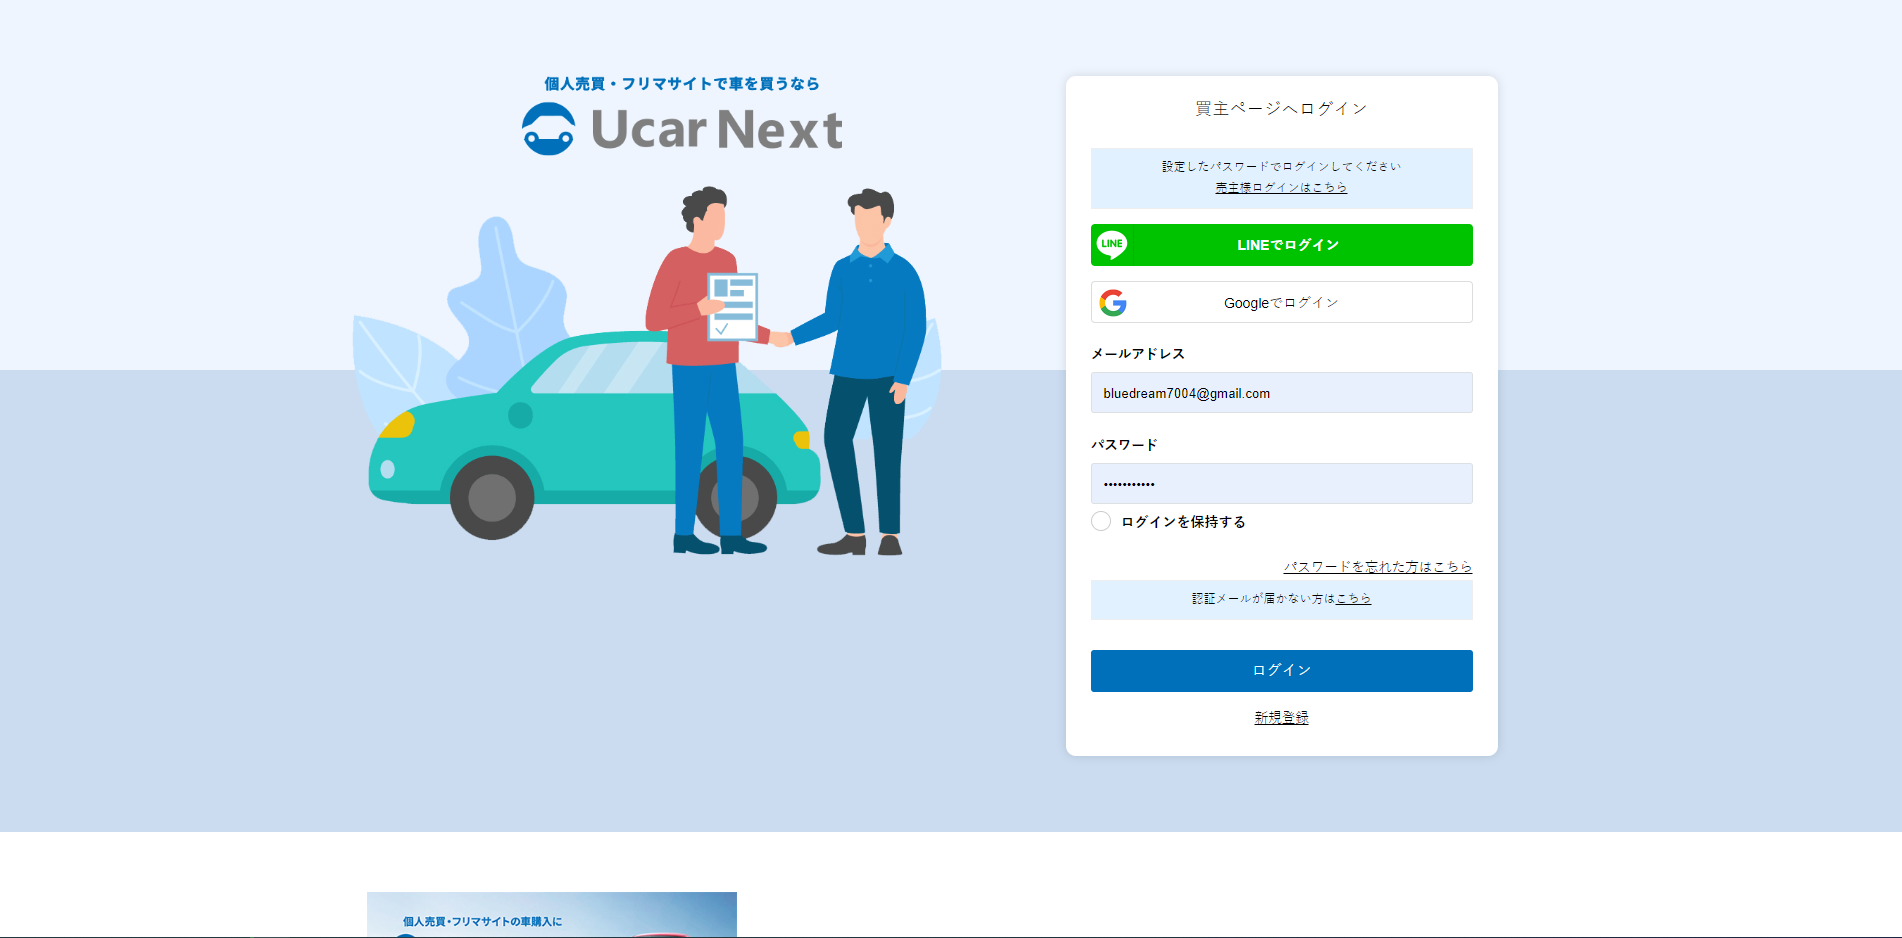 個人売買・フリマサイトで車を買うなら
Ucar Next
買主ページへログイン
設定したパスワードでログインしてください
売主様ログインはこちら
LINE
LINEでログイン
Googleでログイン
メールアドレス
bluedream7004@gmail.com
パスワード
•••••••••••
ログインを保持する
パスワードを忘れた方はこちら
認証メールが届かない方はこちら
ログイン
新規登録
個人売買・フリマサイトの車購入に